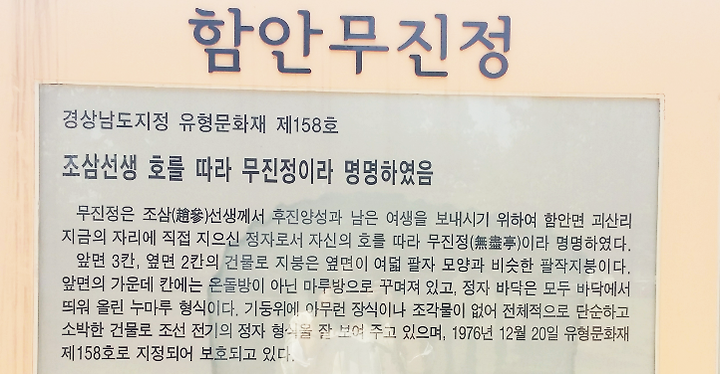 함안무진정
경상남도지정 유형문화재 제158호
조삼선생 호를 따라 무진정이라 명명하였음
무진정은 조삼(趙參)선생께서 후진양성과 남은 여생을 보내시기 위하여 함안면 괴산리
지금의 자리에 직접 지으신 정자로서 자신의 호를 따라 무진정(無盡亭)이라 명명하였다.
앞면 3칸, 옆면 2칸의 건물로 지붕은 옆면이 여덟 팔자 모양과 비슷한 팔작지붕이다.
앞면의 가운데 칸에는 온돌방이 아닌 마루방으로 꾸며져 있고, 정자 바닥은 모두 바닥에서
띄워 올린 누마루 형식이다. 기둥위에 아무런 장식이나 조각물이 없어 전체적으로 단순하고
소박한 건물로 조선 전기의 정자 형식을 잘 보여 주고 있으며, 1976년 12월 20일 유형문화재
제158호로 지정되어 보호되고 있다.